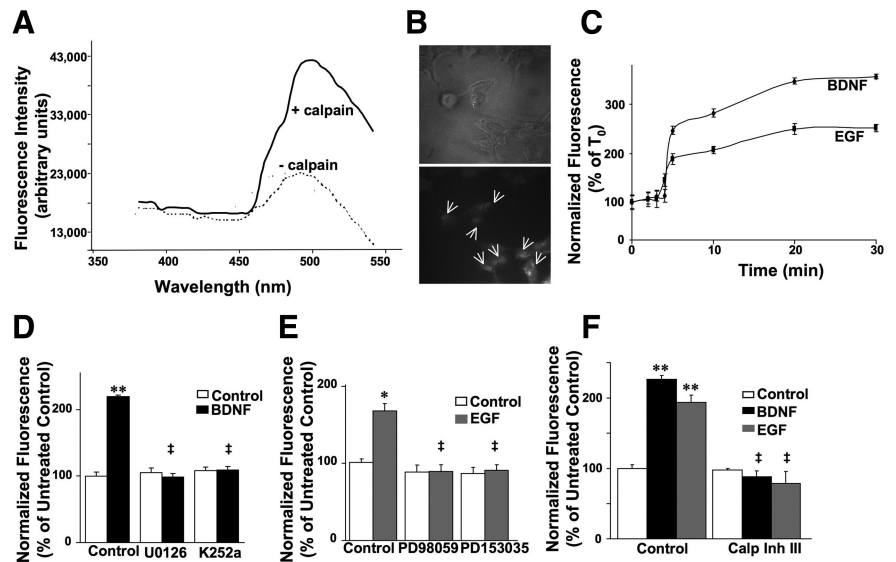 A
Fluorescence Intensity
(arbitrary units)
43,000
33,000
23,000
13,000
+ calpain
- calpain
350
400
450
500
550
Wavelength (nm)
B
C
Normalized Fluorescence
(% of T0)
300
200
100
0
BDNF
EGF
0
10
20
30
Time (min)
D
Normalized Fluorescence
(% of Untreated Control)
200
100
0
**
‡
‡
Control
BDNF
Control U0126 K252a
E
Normalized Fluorescence
(% of Untreated Control)
200
100
0
*
‡
‡
Control
EGF
Control PD98059 PD153035
F
Normalized Fluorescence
(% of Untreated Control)
200
100
0
**
**
‡
‡
Control
BDNF
EGF
Control Calp Inh III